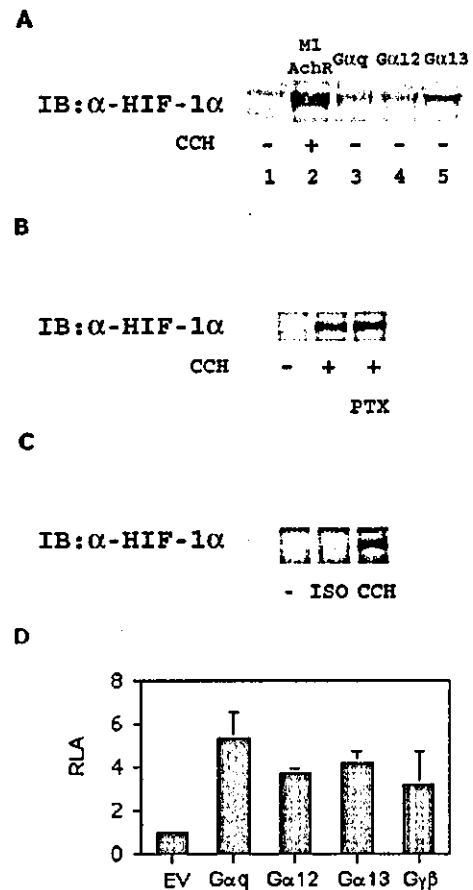 A
M1
AchR Gαq Gα12 Gα13
IB:α-HIF-1α
CCH - + - - -
1 2 3 4 5
B
IB:α-HIF-1α
CCH - + +
PTX
C
IB:α-HIF-1α
- ISO CCH
D
8
6
4
2
0
RLA
EV Gαq Gα12 Gα13 Gγβ